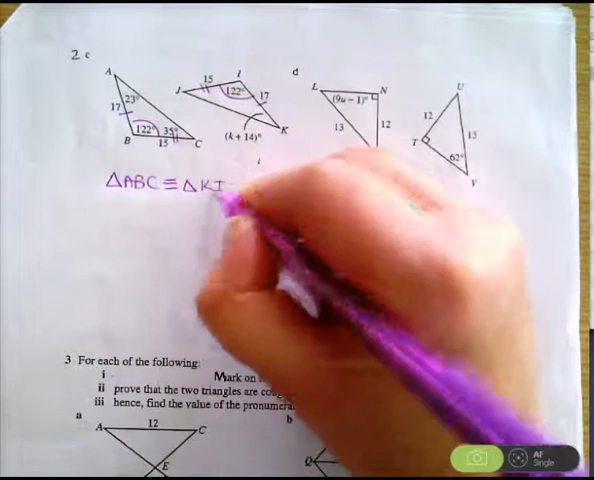 2 c
A
23°
17
122° 35°
B
15
C
15
I
J
122°
17
K
(k + 14)°
d
L
N
(9u − 1)°
12
13
U
12
13
T
62°
V
△ABC ≡ △KI
3 For each of the following:
i Mark on
ii prove that the two triangles are
iii hence, find the value of the pronumera
a
A
12
C
E
b
Q
AF
Single